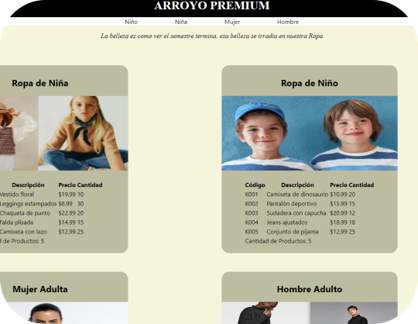 ARROYO PREMIUM
Niño Niña Mujer Hombre
La belleza es como ver el semestre termina, esa belleza se irradia en nuestra Ropa
Ropa de Niña
Descripción Precio Cantidad
Vestido floral $19.99 10
Leggings estampados $8.99 30
Chaqueta de punto $22.99 20
Falda plisada $14.99 15
Camiseta con lazo $12.99 25
d de Productos: 5
Ropa de Niño
Código Descripción Precio Cantidad
K001 Camiseta de dinosaurio $10.99 20
K002 Pantalón deportivo $15.99 15
K003 Sudadera con capucha $20.99 12
K004 Jeans ajustados $18.99 18
K005 Conjunto de pijama $12.99 25
Cantidad de Productos: 5
Mujer Adulta
Hombre Adulto